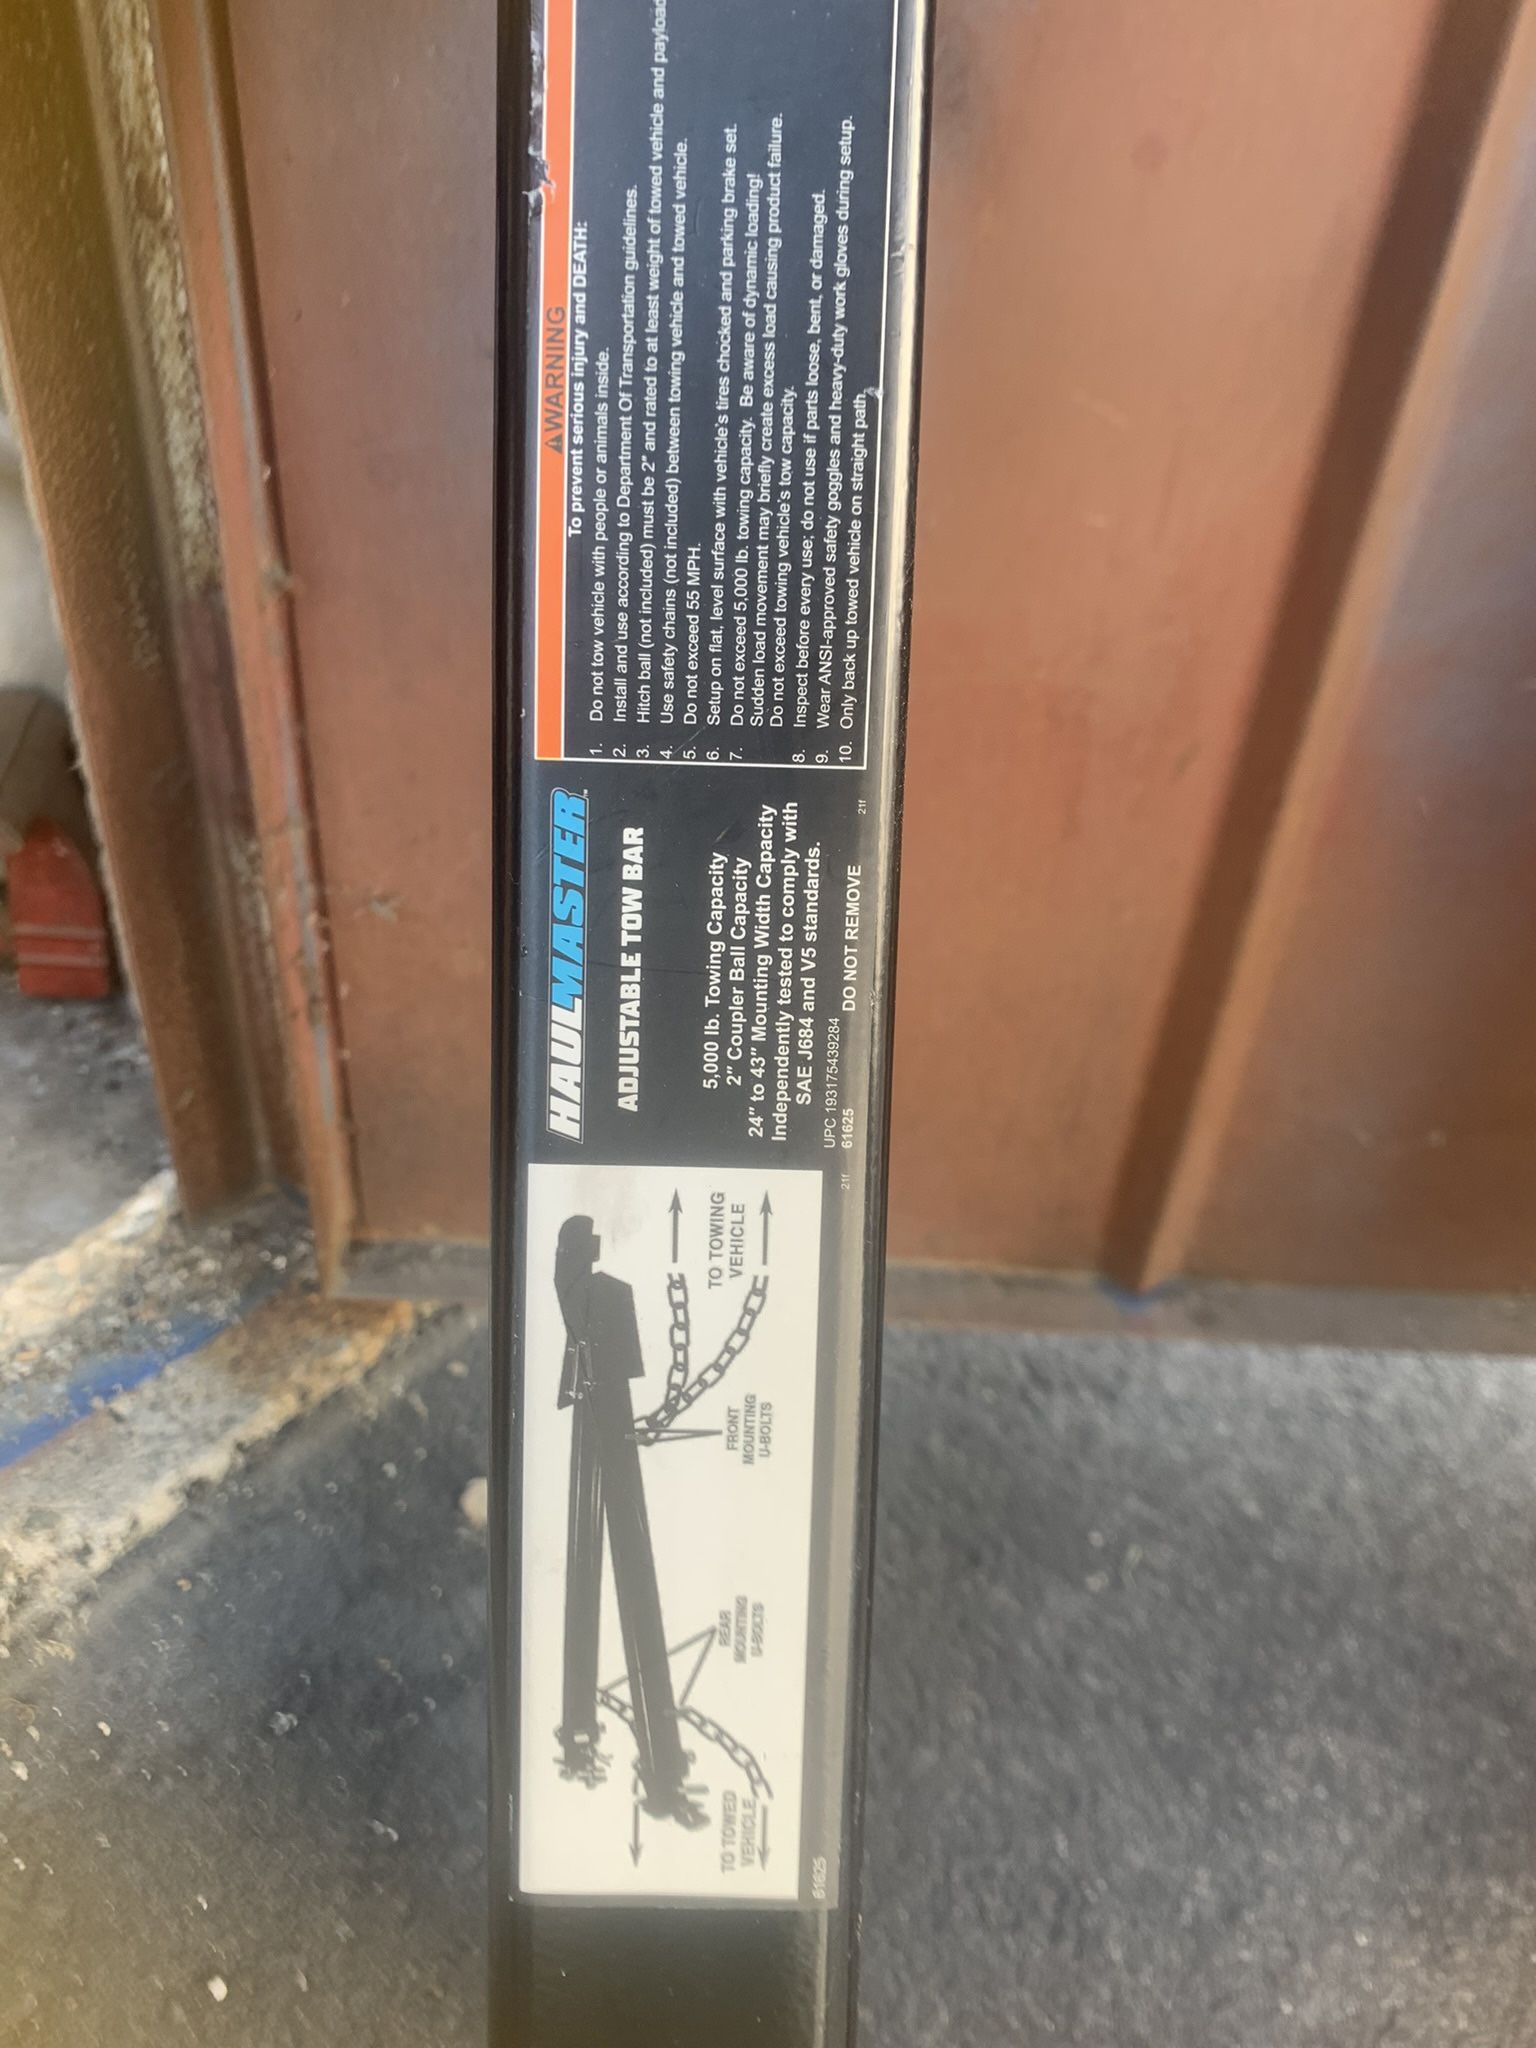 TO TOWED
VEHICLE
REAR
MOUNTING
U-BOLTS
FRONT
MOUNTING
U-BOLTS
TO TOWING
VEHICLE
61625
21f
HAULMASTER™
ADJUSTABLE TOW BAR
5,000 lb. Towing Capacity
2" Coupler Ball Capacity
24" to 43" Mounting Width Capacity
Independently tested to comply with
SAE J684 and V5 standards.
UPC 193175439284
61625
DO NOT REMOVE
21f
⚠WARNING
To prevent serious injury and DEATH:
1. Do not tow vehicle with people or animals inside.
2. Install and use according to Department Of Transportation guidelines.
3. Hitch ball (not included) must be 2" and rated to at least weight of towed vehicle and payload
4. Use safety chains (not included) between towing vehicle and towed vehicle.
5. Do not exceed 55 MPH.
6. Setup on flat, level surface with vehicle's tires chocked and parking brake set.
7. Do not exceed 5,000 lb. towing capacity. Be aware of dynamic loading!
Sudden load movement may briefly create excess load causing product failure.
Do not exceed towing vehicle's tow capacity.
8. Inspect before every use; do not use if parts loose, bent, or damaged.
9. Wear ANSI-approved safety goggles and heavy-duty work gloves during setup.
10. Only back up towed vehicle on straight path.